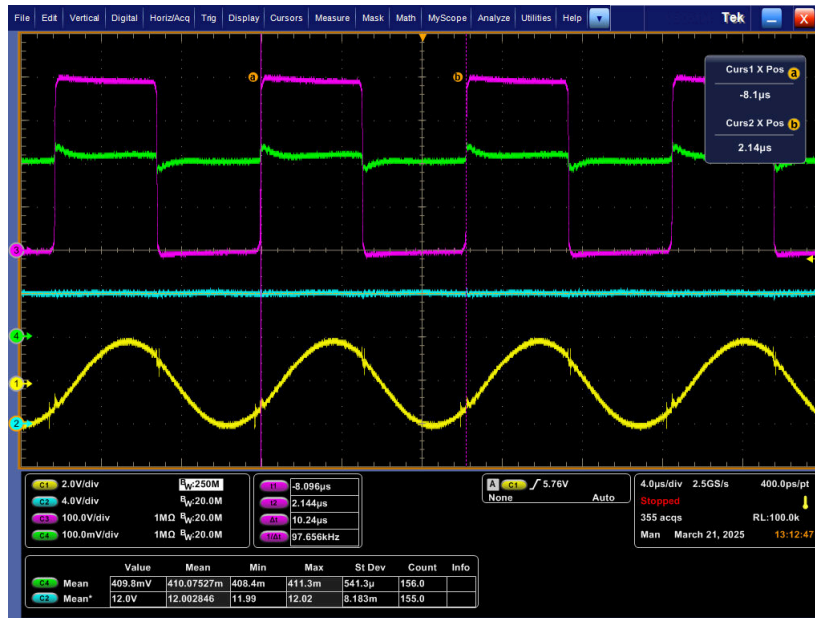 File Edit Vertical Digital Horiz/Acq Trig Display Cursors Measure Mask Math MyScope Analyze Utilities Help Tek X
a b
Curs1 X Pos a
-8.1µs
Curs2 X Pos b
2.14µs
3
4
1
2
C1 2.0V/div BW:250M
C2 4.0V/div BW:20.0M
C3 100.0V/div 1MΩ BW:20.0M
C4 100.0mV/div 1MΩ BW:20.0M
t1 -8.096µs
t2 2.144µs
Δt 10.24µs
1/Δt 97.656kHz
A C1 5.76V
None Auto
4.0µs/div 2.5GS/s 400.0ps/pt
Stopped
355 acqs RL:100.0k
Man March 21, 2025 13:12:47
Value Mean Min Max St Dev Count Info
C4 Mean 409.8mV 410.07527m 408.4m 411.3m 541.3µ 156.0
C2 Mean* 12.0V 12.002846 11.99 12.02 8.183m 155.0